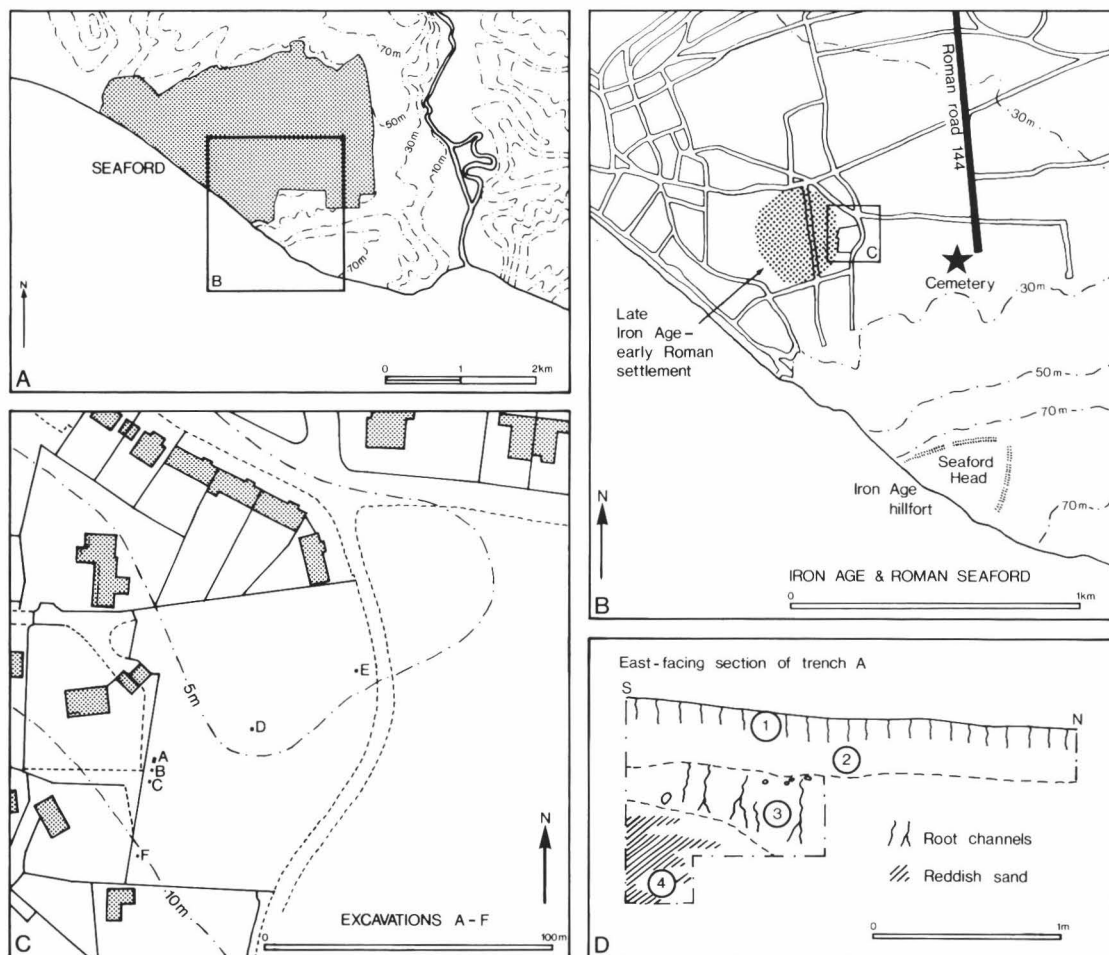 70m
50m
30m
10m
SEAFORD
B
70m
N
A
0 1 2km
Roman road 144
30m
C
Cemetery
30m
Late
Iron Age–
early Roman
settlement
50m
70m
Seaford
Head
Iron Age
hillfort
70m
N
B
IRON AGE & ROMAN SEAFORD
0 1km
5m
E
D
A
B
C
F
N
10m
EXCAVATIONS A – F
C
0 100m
East-facing section of trench A
S
N
1
2
3
4
Root channels
Reddish sand
D
0 1m